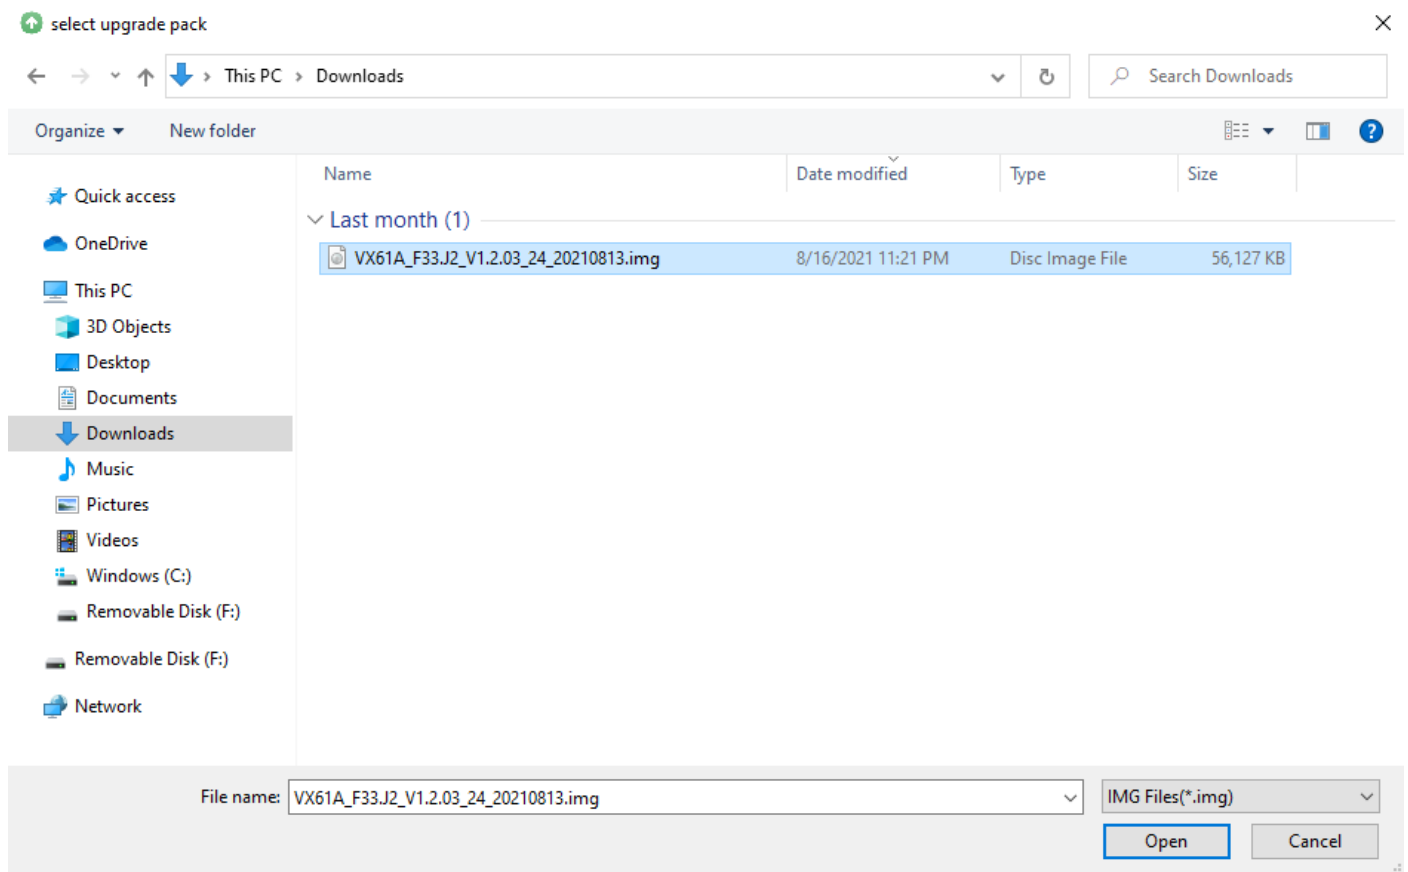 select upgrade pack
This PC > Downloads
Search Downloads
Organize
New folder
?
Name Date modified Type Size
Quick access
Last month (1)
OneDrive
VX61A_F33.J2_V1.2.03_24_20210813.img 8/16/2021 11:21 PM Disc Image File 56,127 KB
This PC
3D Objects
Desktop
Documents
Downloads
Music
Pictures
Videos
Windows (C:)
Removable Disk (F:)
Removable Disk (F:)
Network
File name: VX61A_F33.J2_V1.2.03_24_20210813.img
IMG Files(*.img)
Open
Cancel